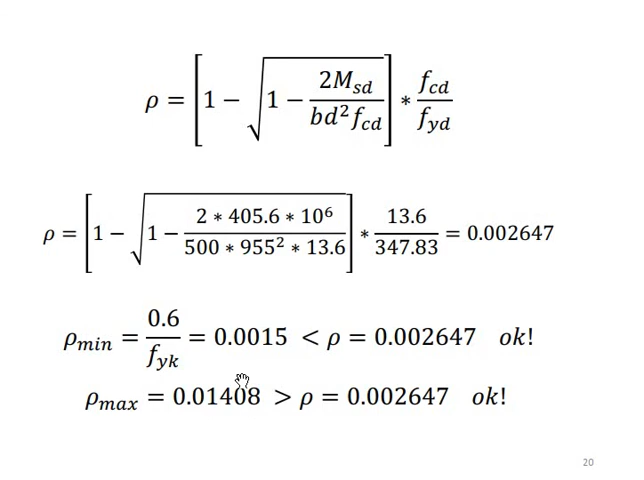 ρ = [1 − √(1 − 2M_sd / bd²f_cd)] ∗ f_cd / f_yd
ρ = [1 − √(1 − 2 ∗ 405.6 ∗ 10⁶ / 500 ∗ 955² ∗ 13.6)] ∗ 13.6 / 347.83 = 0.002647
ρ_min = 0.6 / f_yk = 0.0015 < ρ = 0.002647 ok!
ρ_max = 0.01408 > ρ = 0.002647 ok!
20